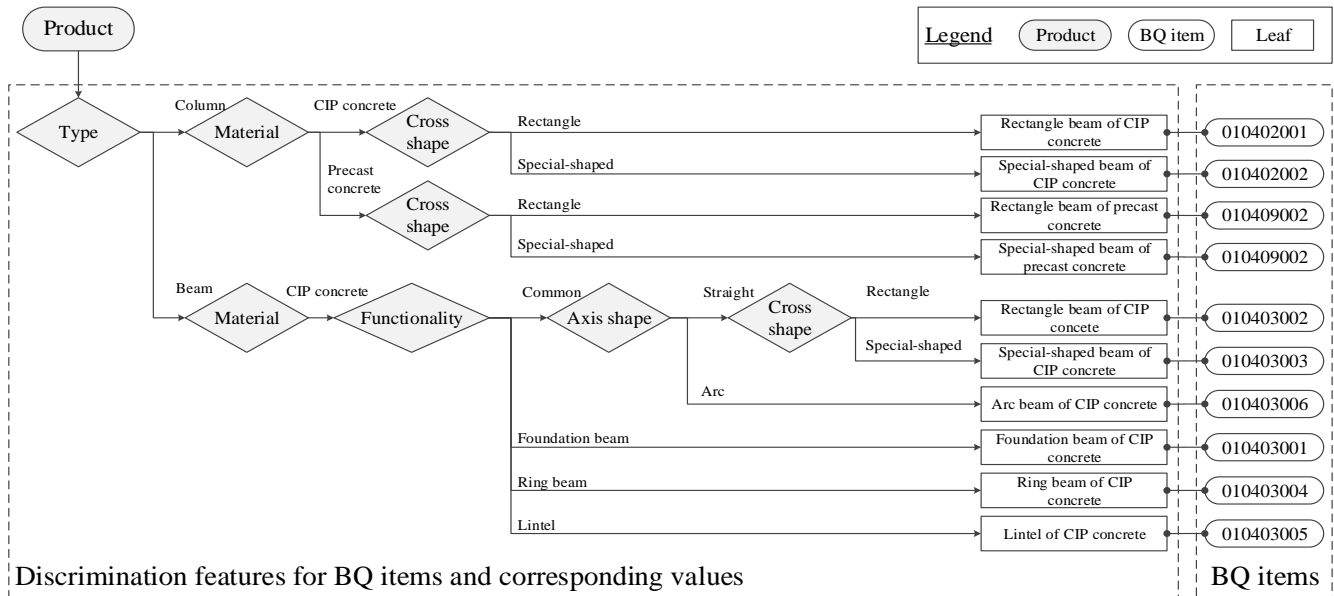 Product
Legend
Product
BQ item
Leaf
Type
Column
Material
CIP concrete
Cross
shape
Rectangle
Rectangle beam of CIP
concrete
010402001
Special-shaped
Special-shaped beam of
CIP concrete
010402002
Precast
concrete
Cross
shape
Rectangle
Rectangle beam of precast
concrete
010409002
Special-shaped
Special-shaped beam of
precast concrete
010409002
Beam
Material
CIP concrete
Functionality
Common
Axis shape
Straight
Cross
shape
Rectangle
Rectangle beam of CIP
concete
010403002
Special-shaped
Special-shaped beam of
CIP concrete
010403003
Arc
Arc beam of CIP concrete
010403006
Foundation beam
Foundation beam of CIP
concrete
010403001
Ring beam
Ring beam of CIP
concrete
010403004
Lintel
Lintel of CIP concrete
010403005
Discrimination features for BQ items and corresponding values
BQ items